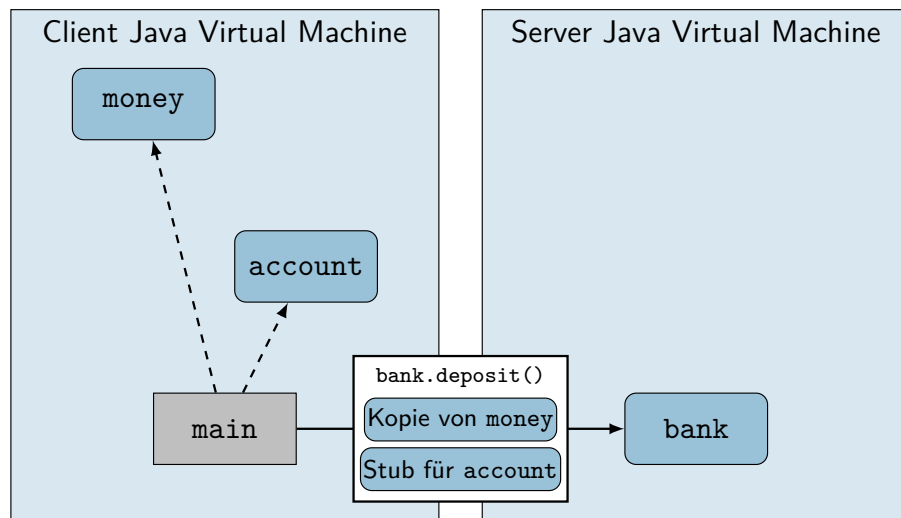 Client Java Virtual Machine
Server Java Virtual Machine
money
account
bank.deposit()
Kopie von money
main
bank
Stub für account